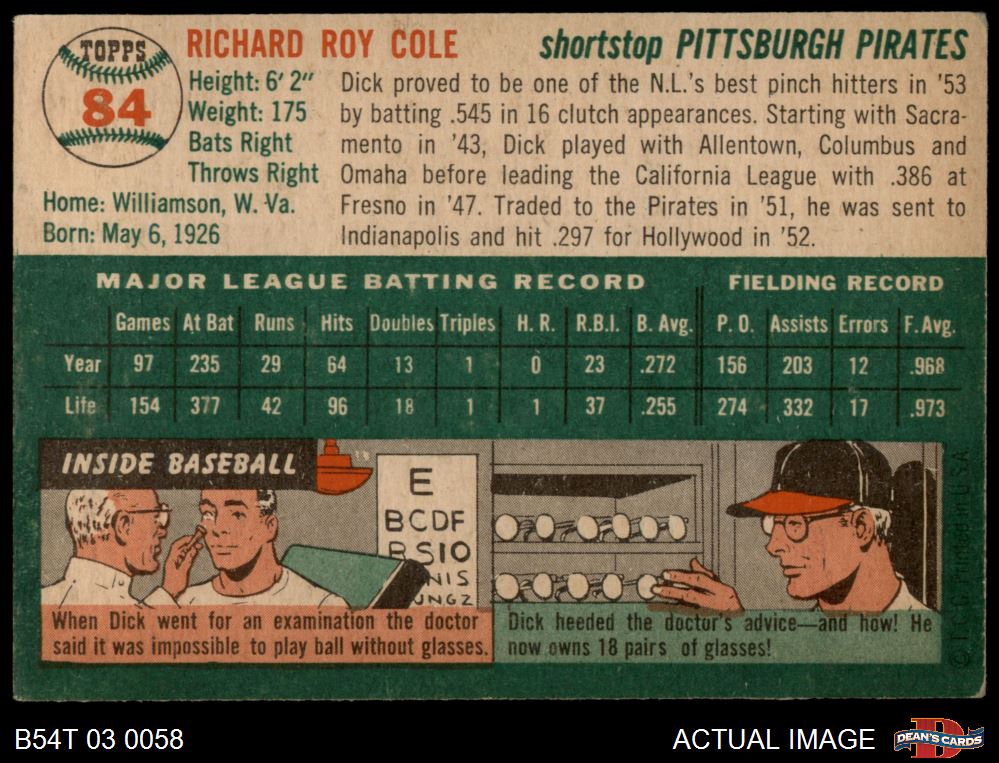 TOPPS
84
RICHARD ROY COLE
shortstop PITTSBURGH PIRATES
Height: 6' 2"
Weight: 175
Bats Right
Throws Right
Home: Williamson, W. Va.
Born: May 6, 1926
Dick proved to be one of the N.L.'s best pinch hitters in '53
by batting .545 in 16 clutch appearances. Starting with Sacra-
mento in '43, Dick played with Allentown, Columbus and
Omaha before leading the California League with .386 at
Fresno in '47. Traded to the Pirates in '51, he was sent to
Indianapolis and hit .297 for Hollywood in '52.
MAJOR LEAGUE BATTING RECORD FIELDING RECORD
Games At Bat Runs Hits Doubles Triples H. R. R.B.I. B. Avg. P. O. Assists Errors F. Avg.
Year 97 235 29 64 13 1 0 23 .272 156 203 12 .968
Life 154 377 42 96 18 1 1 37 .255 274 332 17 .973
INSIDE BASEBALL
E
BCDF
BSIO
NIS
UNGZ
When Dick went for an examination the doctor
said it was impossible to play ball without glasses.
Dick heeded the doctor's advice—and how! He
now owns 18 pairs of glasses!
© T.C.G. Printed in U.S.A.
B54T 03 0058
ACTUAL IMAGE
DEAN'S CARDS